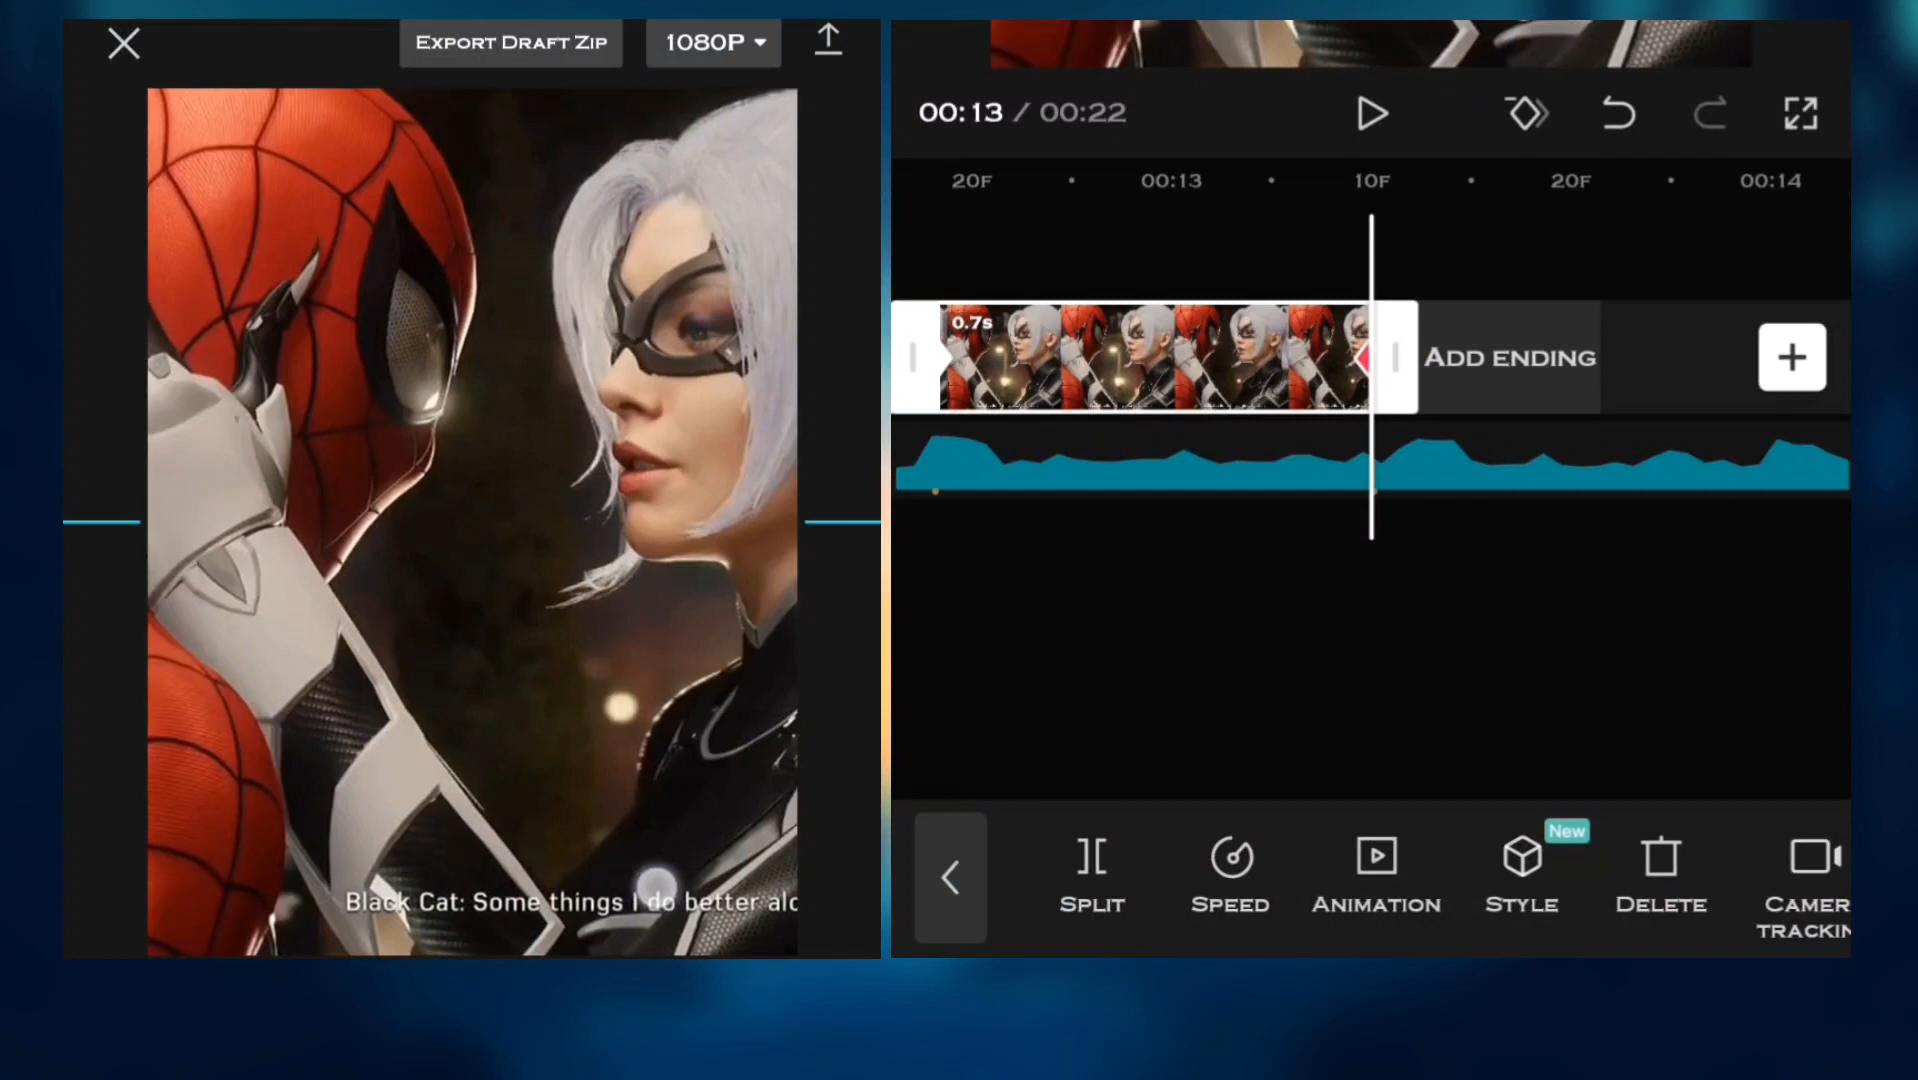 EXPORT DRAFT ZIP
1080P
Black Cat: Some things I do better alo
00:13 / 00:22
20F
00:13
10F
20F
00:14
0.7s
ADD ENDING
New
SPLIT
SPEED
ANIMATION
STYLE
DELETE
CAMER
TRACKIN